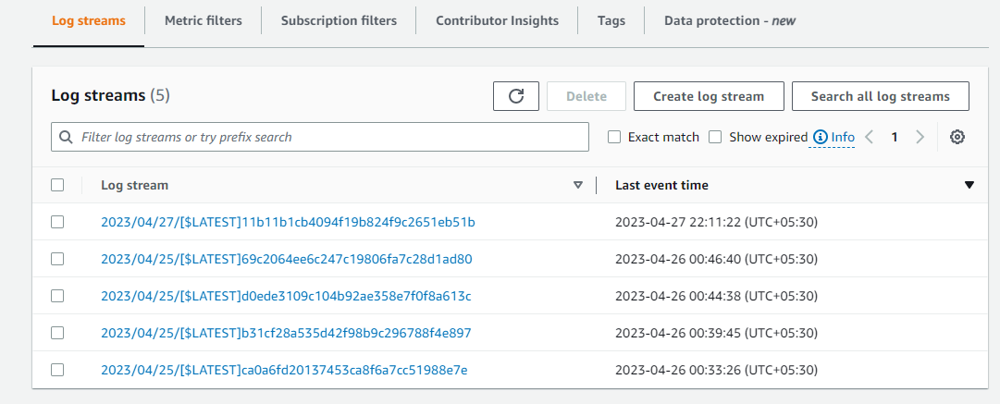 Log streams Metric filters Subscription filters Contributor Insights Tags Data protection - new
Log streams (5) Delete Create log stream Search all log streams
Filter log streams or try prefix search Exact match Show expired Info 1
Log stream Last event time
2023/04/27/[$LATEST]11b11b1cb4094f19b824f9c2651eb51b 2023-04-27 22:11:22 (UTC+05:30)
2023/04/25/[$LATEST]69c2064ee6c247c19806fa7c28d1ad80 2023-04-26 00:46:40 (UTC+05:30)
2023/04/25/[$LATEST]d0ede3109c104b92ae358e7f0f8a613c 2023-04-26 00:44:38 (UTC+05:30)
2023/04/25/[$LATEST]b31cf28a535d42f98b9c296788f4e897 2023-04-26 00:39:45 (UTC+05:30)
2023/04/25/[$LATEST]ca0a6fd20137453ca8f6a7cc51988e7e 2023-04-26 00:33:26 (UTC+05:30)